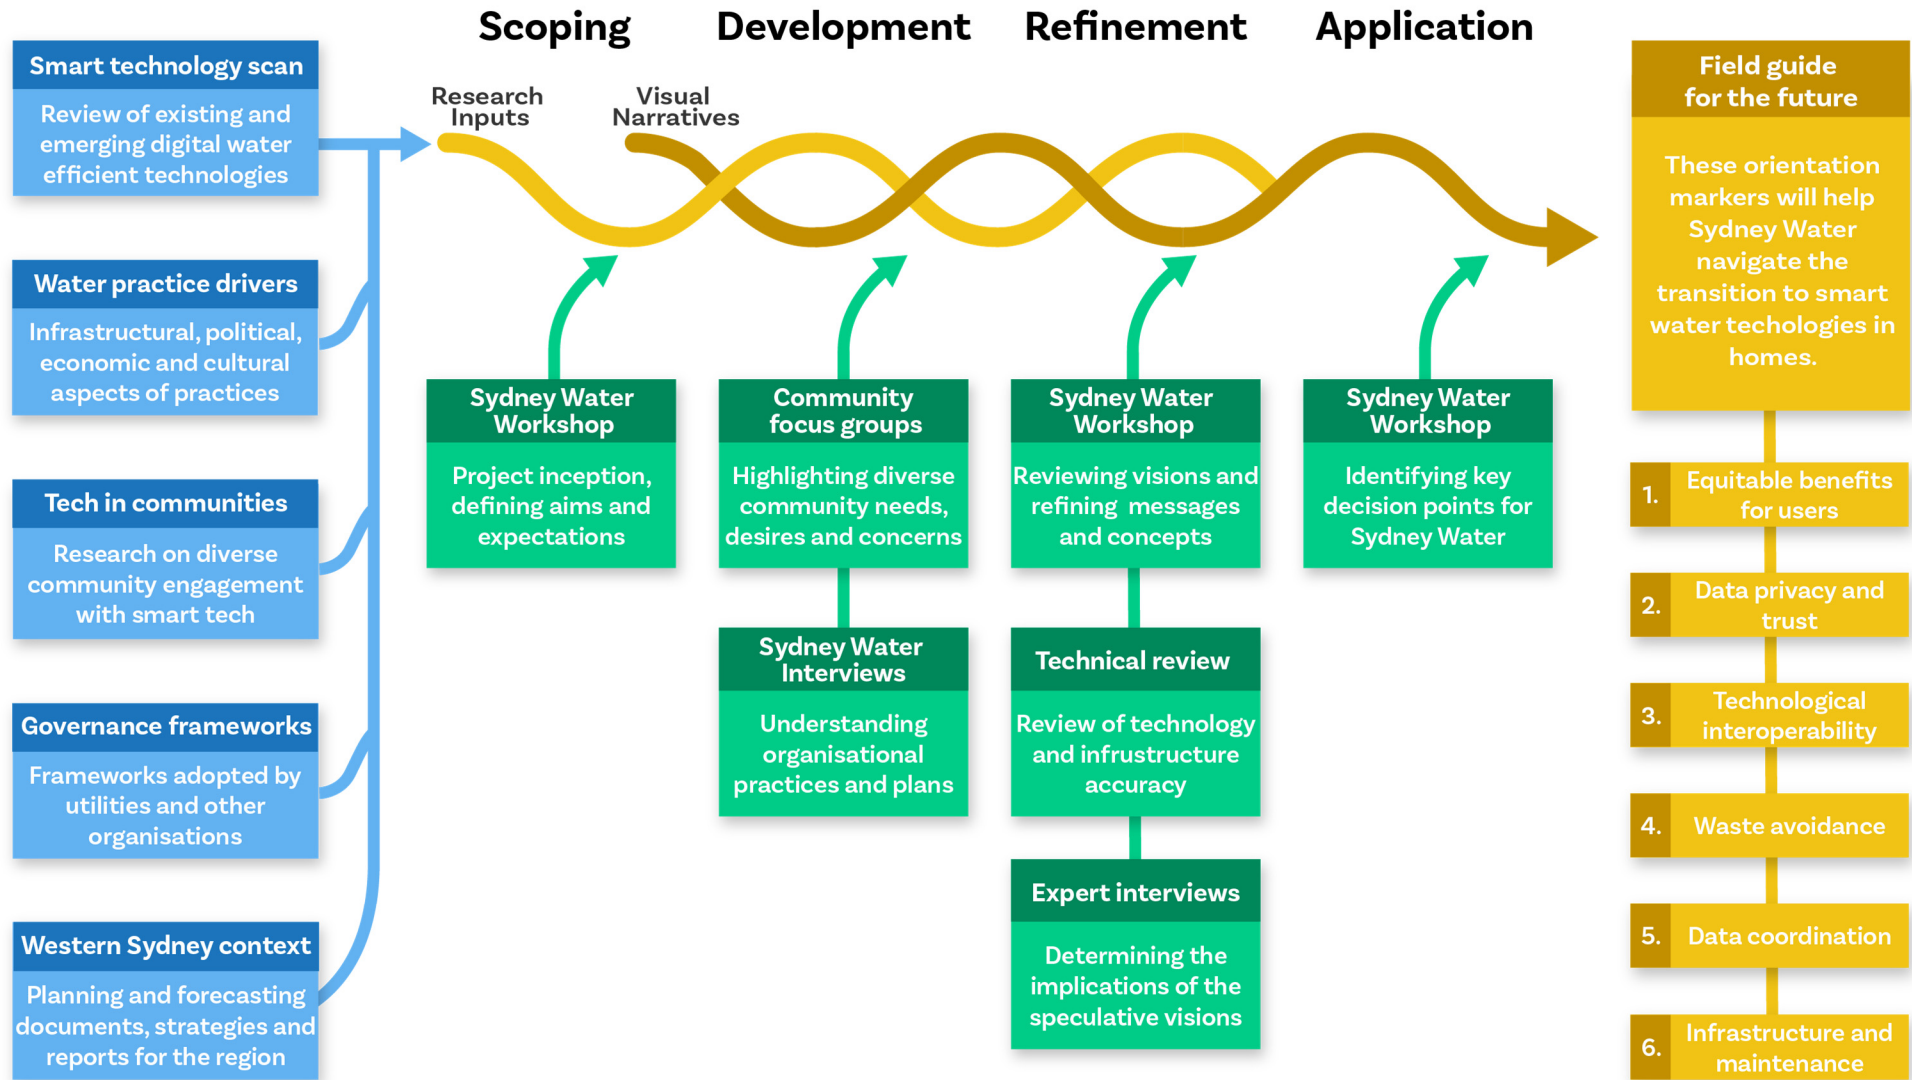 Scoping
Development
Refinement
Application
Research
Inputs
Visual
Narratives
Smart technology scan
Review of existing and
emerging digital water
efficient technologies
Water practice drivers
Infrastructural, political,
economic and cultural
aspects of practices
Tech in communities
Research on diverse
community engagement
with smart tech
Governance frameworks
Frameworks adopted by
utilities and other
organisations
Western Sydney context
Planning and forecasting
documents, strategies and
reports for the region
Sydney Water
Workshop
Project inception,
defining aims and
expectations
Community
focus groups
Highlighting diverse
community needs,
desires and concerns
Sydney Water
Interviews
Understanding
organisational
practices and plans
Sydney Water
Workshop
Reviewing visions and
refining messages
and concepts
Technical review
Review of technology
and infrustructure
accuracy
Expert interviews
Determining the
implications of the
speculative visions
Sydney Water
Workshop
Identifying key
decision points for
Sydney Water
Field guide
for the future
These orientation
markers will help
Sydney Water
navigate the
transition to smart
water techologies in
homes.
1. Equitable benefits
for users
2. Data privacy and
trust
3. Technological
interoperability
4. Waste avoidance
5. Data coordination
6. Infrastructure and
maintenance